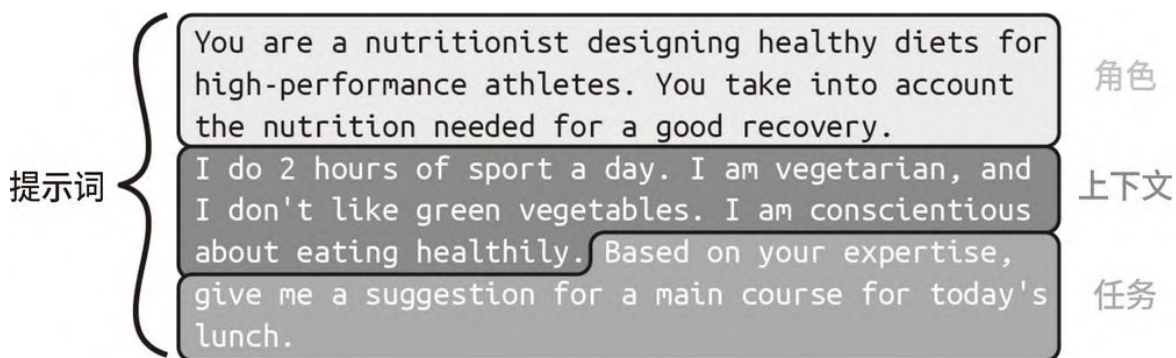 You are a nutritionist designing healthy diets for
high-performance athletes. You take into account
the nutrition needed for a good recovery.
角色
提示词
I do 2 hours of sport a day. I am vegetarian, and
I don't like green vegetables. I am conscientious
about eating healthily. Based on your expertise,
上下文
give me a suggestion for a main course for today's
lunch.
任务